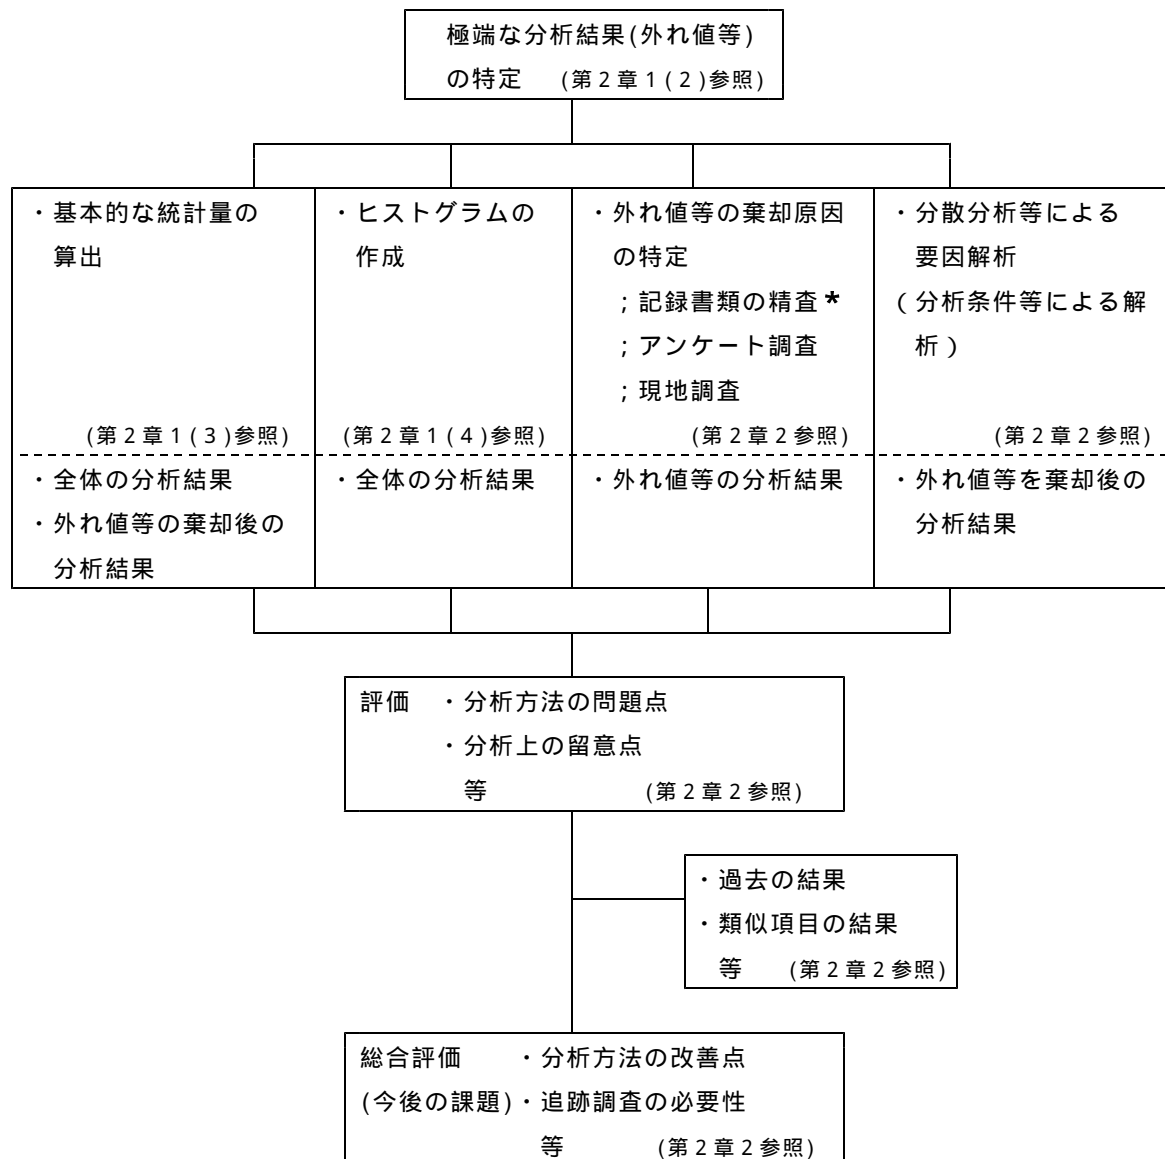 極端な分析結果(外れ値等)
の特定 (第2章1(2)参照)
・基本的な統計量の
算出
(第2章1(3)参照)
・全体の分析結果
・外れ値等の棄却後の
分析結果
・ヒストグラムの
作成
(第2章1(4)参照)
・全体の分析結果
・外れ値等の棄却原因
の特定
;記録書類の精査*
;アンケート調査
;現地調査
(第2章2参照)
・外れ値等の分析結果
・分散分析等による
要因解析
(分析条件等による解
析)
(第2章2参照)
・外れ値等を棄却後の
分析結果
評価 ・分析方法の問題点
・分析上の留意点
等 (第2章2参照)
・過去の結果
・類似項目の結果
等 (第2章2参照)
総合評価 ・分析方法の改善点
(今後の課題)・追跡調査の必要性
等 (第2章2参照)